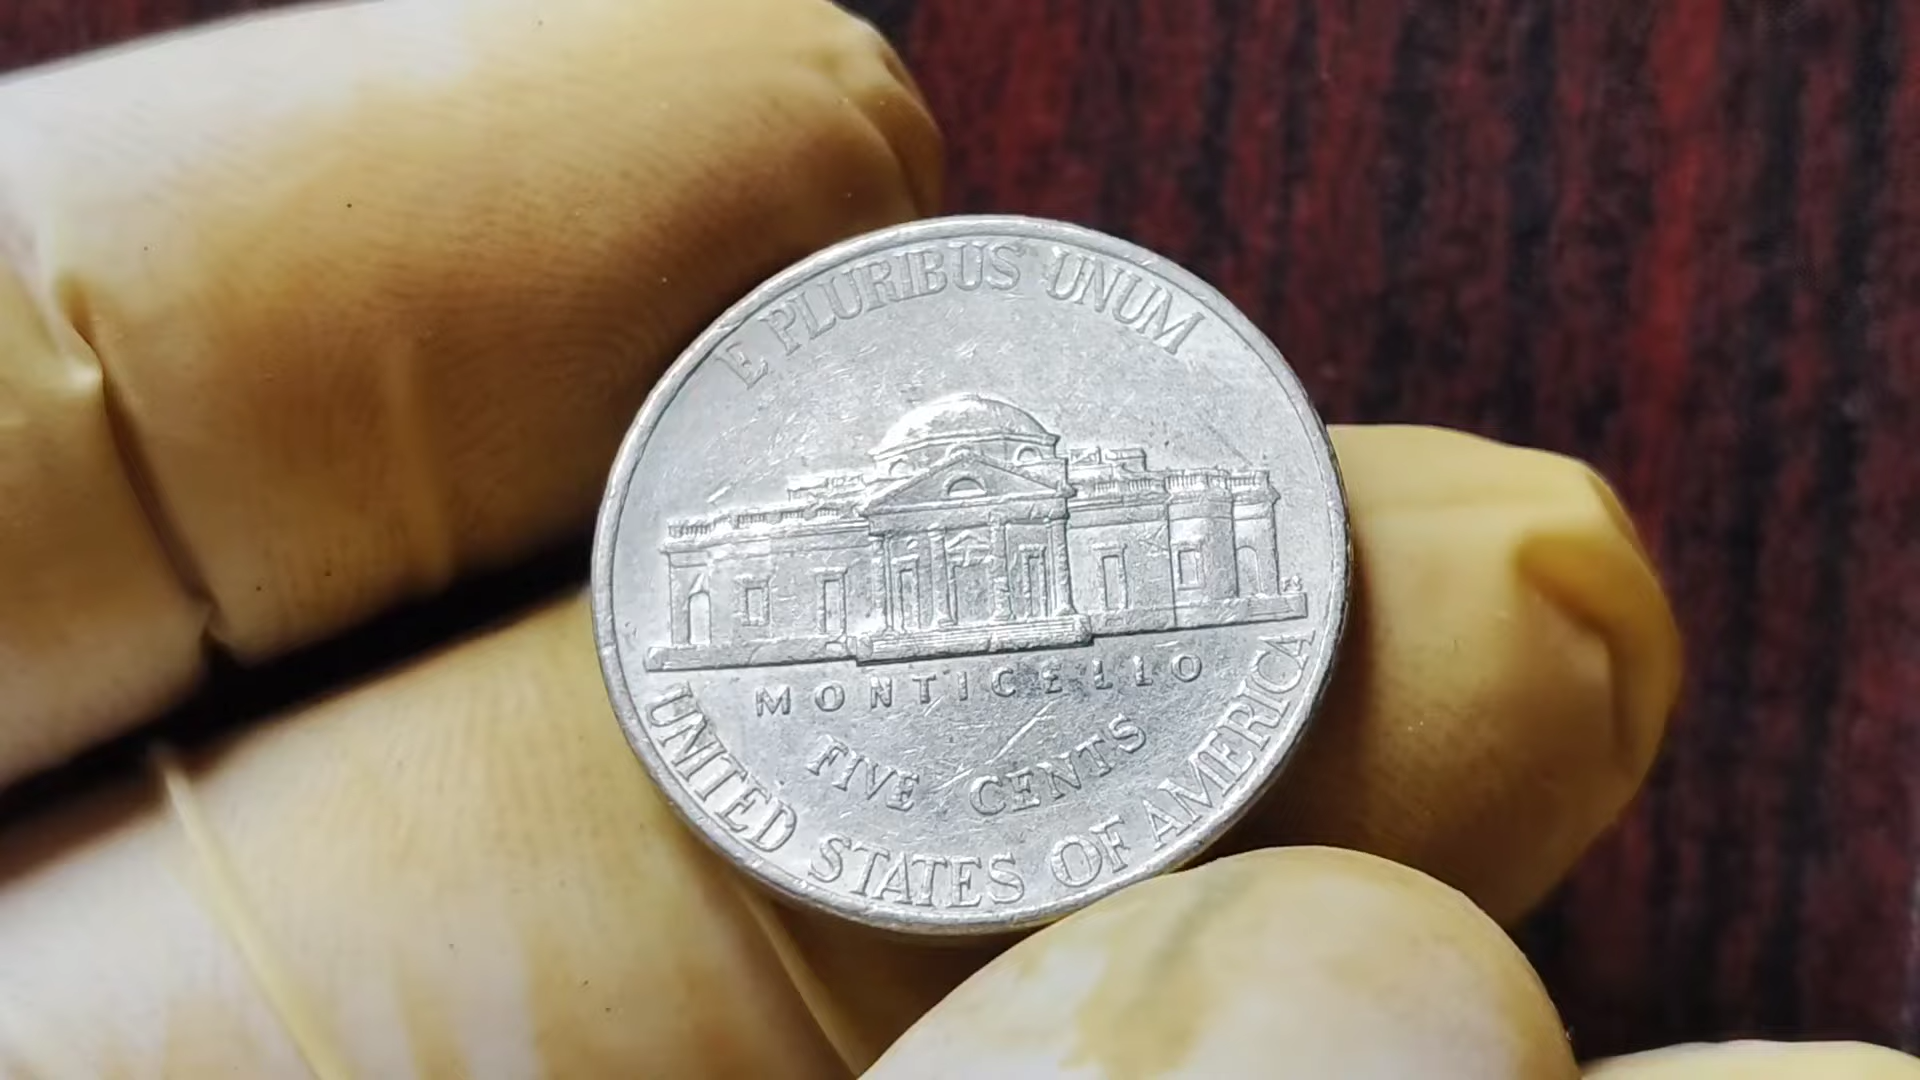 E PLURIBUS UNUM
MONTICELLO
FIVE CENTS
UNITED STATES OF AMERICA